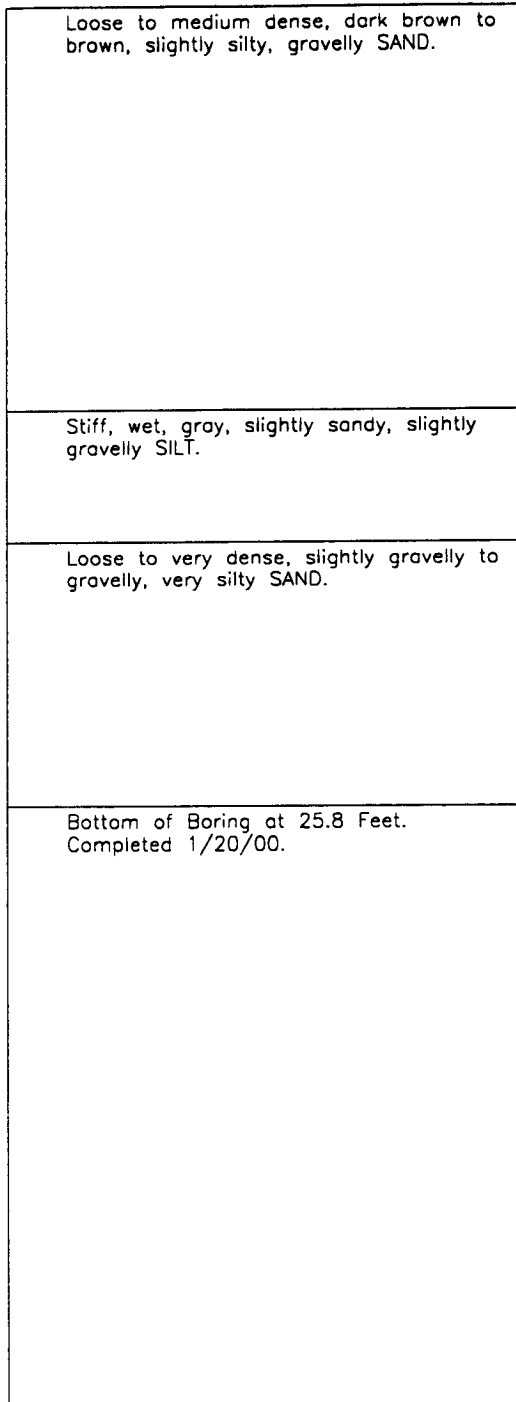 Loose to medium dense, dark brown to
brown, slightly silty, gravelly SAND.
Stiff, wet, gray, slightly sandy, slightly
gravelly SILT.
Loose to very dense, slightly gravelly to
gravelly, very silty SAND.
Bottom of Boring at 25.8 Feet.
Completed 1/20/00.